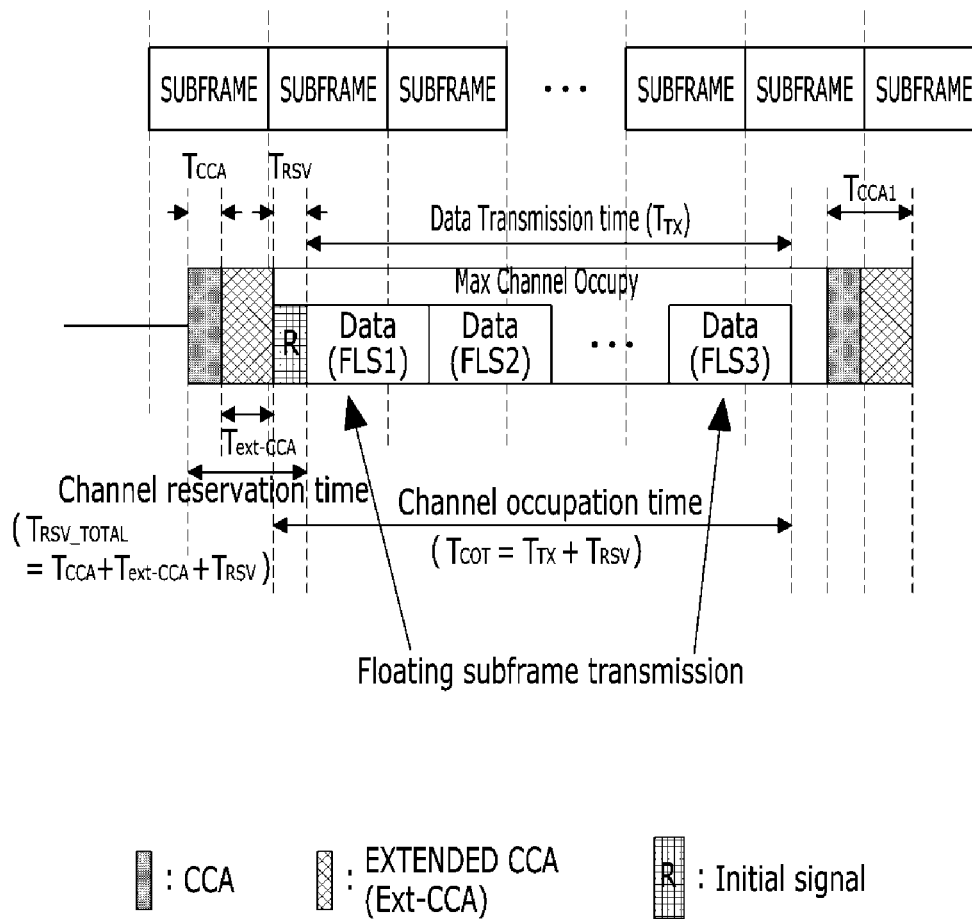 SUBFRAME SUBFRAME SUBFRAME ... SUBFRAME SUBFRAME SUBFRAME
TCCA TRSV TCCA1
Data Transmission time (TTX)
Max Channel Occupy
R Data (FLS1) Data (FLS2) ... Data (FLS3)
Text-CCA
Channel reservation time
( TRSV_TOTAL
= TCCA+Text-CCA+TRSV )
Channel occupation time
( TCOT = TTX + TRSV )
Floating subframe transmission
: CCA
: EXTENDED CCA
(Ext-CCA)
R : Initial signal